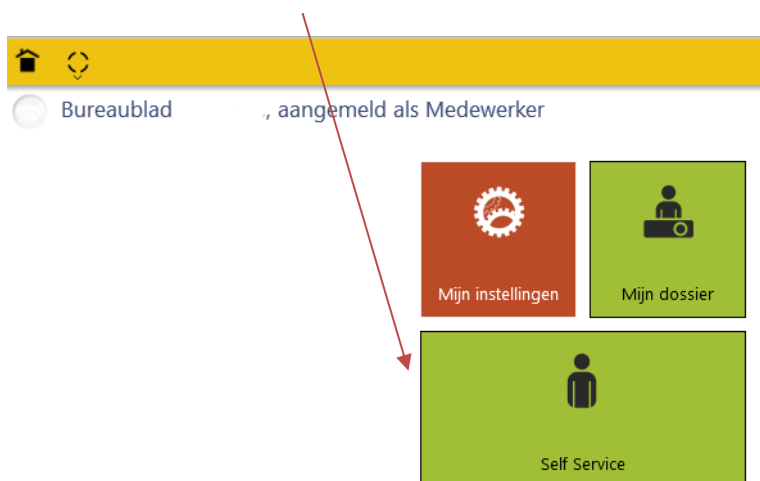 Bureaublad , aangemeld als Medewerker
Mijn instellingen
Mijn dossier
Self Service